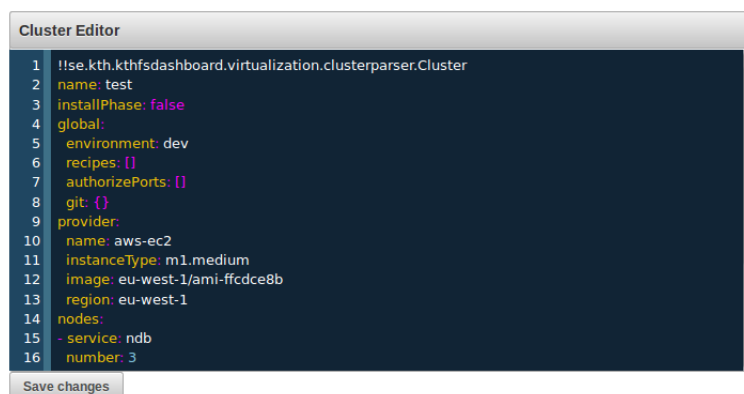 Cluster Editor
1 !!se.kth.kthfsdashboard.virtualization.clusterparser.Cluster
2 name: test
3 installPhase: false
4 global:
5 environment: dev
6 recipes: []
7 authorizePorts: []
8 git: {}
9 provider:
10 name: aws-ec2
11 instanceType: m1.medium
12 image: eu-west-1/ami-ffcdce8b
13 region: eu-west-1
14 nodes:
15 - service: ndb
16 number: 3
Save changes